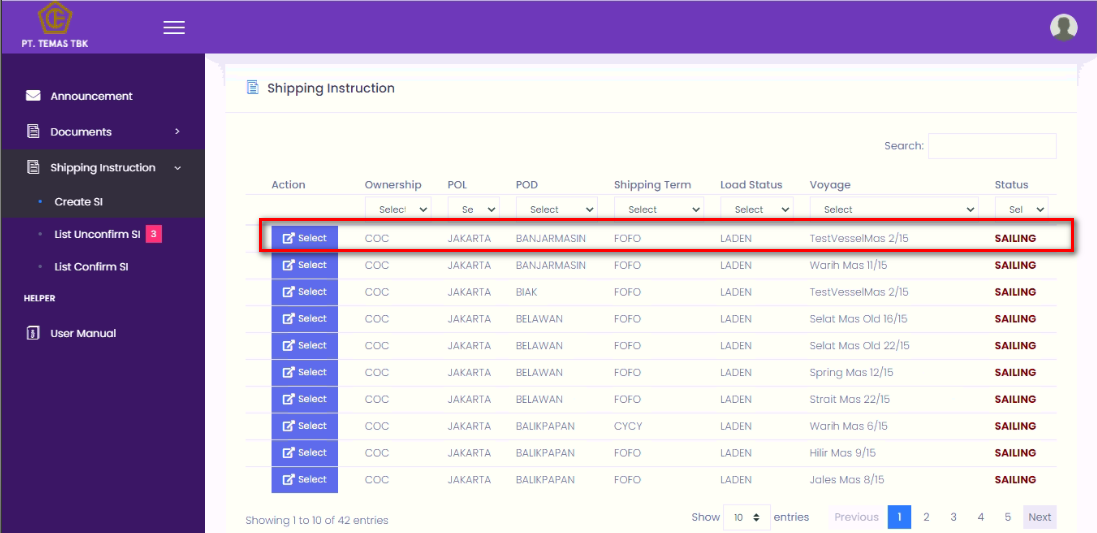 PT. TEMAS TBK
Announcement
Documents
Shipping Instruction
Create SI
List Unconfirm SI 3
List Confirm SI
HELPER
User Manual
Shipping Instruction
Search:
Action Ownership POL POD Shipping Term Load Status Voyage Status
Select Se Select Select Select Select Sel
Select COC JAKARTA BANJARMASIN FOFO LADEN TestVesselMas 2/15 SAILING
Select COC JAKARTA BANJARMASIN FOFO LADEN Warih Mas 11/15 SAILING
Select COC JAKARTA BIAK FOFO LADEN TestVesselMas 2/15 SAILING
Select COC JAKARTA BELAWAN FOFO LADEN Selat Mas Old 16/15 SAILING
Select COC JAKARTA BELAWAN FOFO LADEN Selat Mas Old 22/15 SAILING
Select COC JAKARTA BELAWAN FOFO LADEN Spring Mas 12/15 SAILING
Select COC JAKARTA BELAWAN FOFO LADEN Strait Mas 22/15 SAILING
Select COC JAKARTA BALIKPAPAN CYCY LADEN Warih Mas 6/15 SAILING
Select COC JAKARTA BALIKPAPAN FOFO LADEN Hilir Mas 9/15 SAILING
Select COC JAKARTA BALIKPAPAN FOFO LADEN Jales Mas 8/15 SAILING
Showing 1 to 10 of 42 entries Show 10 entries Previous 1 2 3 4 5 Next